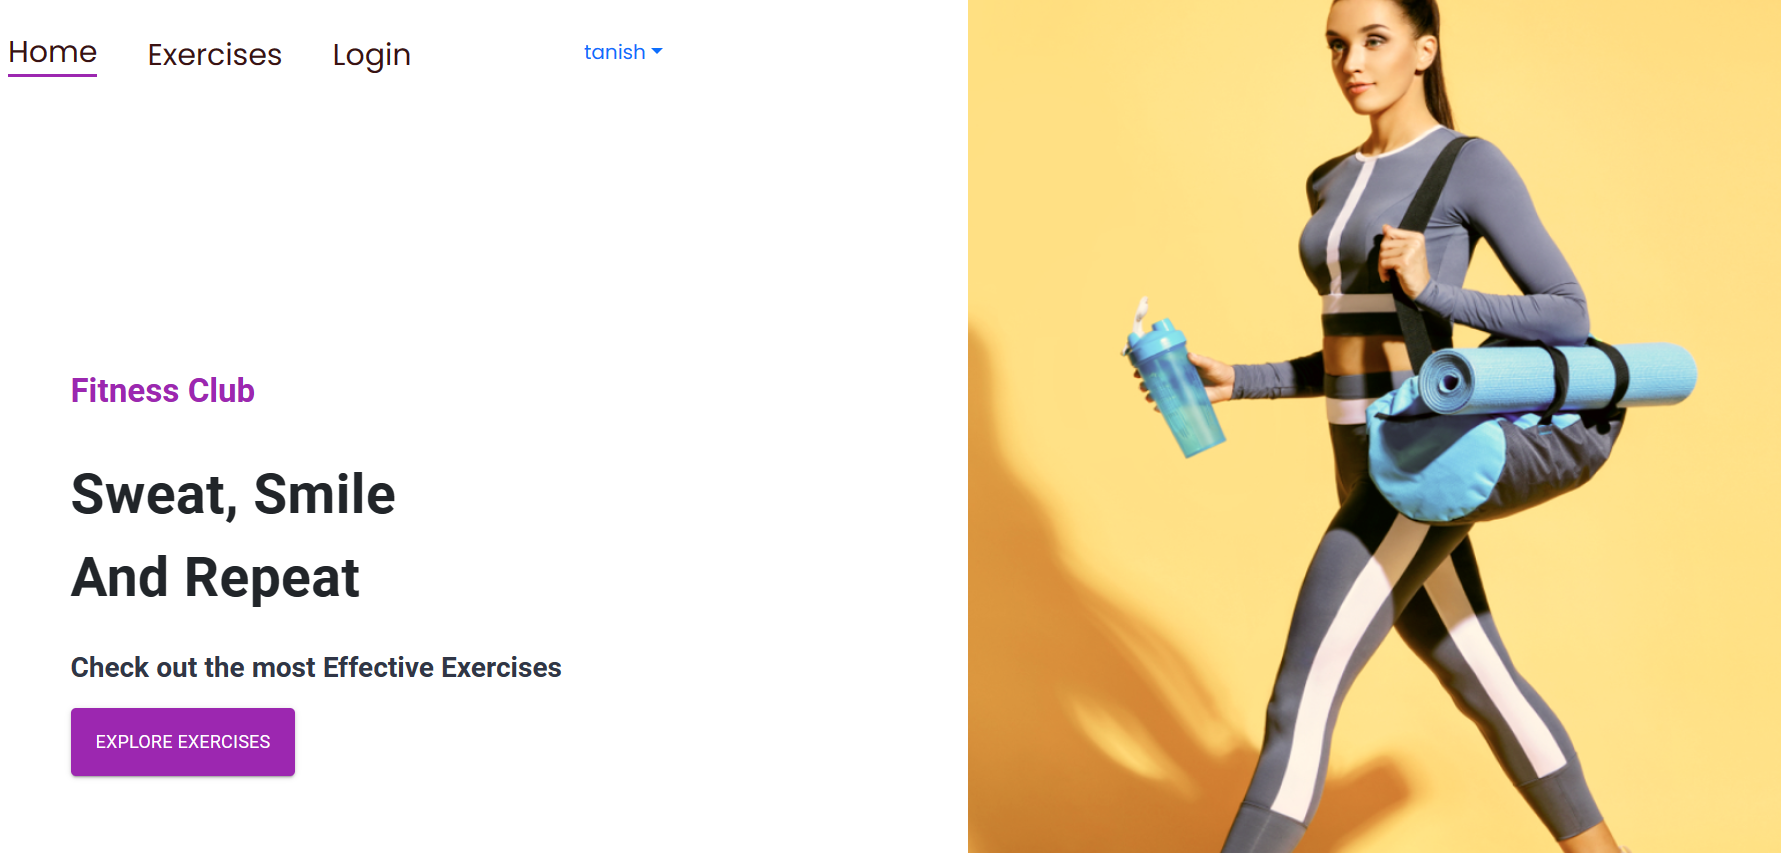 Home
Exercises
Login
tanish
Fitness Club
Sweat, Smile
And Repeat
Check out the most Effective Exercises
EXPLORE EXERCISES